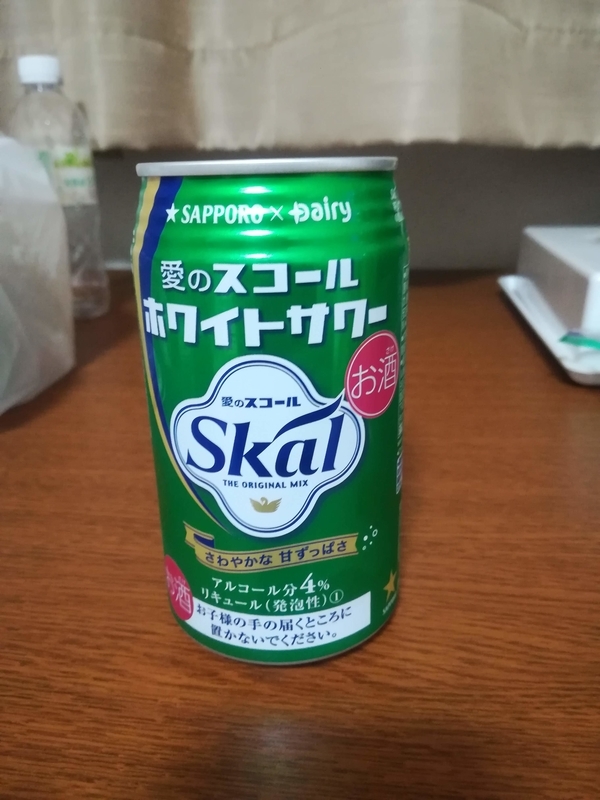 ★SAPPORO×Dairy
愛のスコール
ホワイトサワー
お酒
愛のスコール
Skal
THE ORIGINAL MIX
さわやかな 甘ずっぱさ
アルコール分4%
リキュール(発泡性)①
お酒
お子様の手の届くところに
置かないでください。